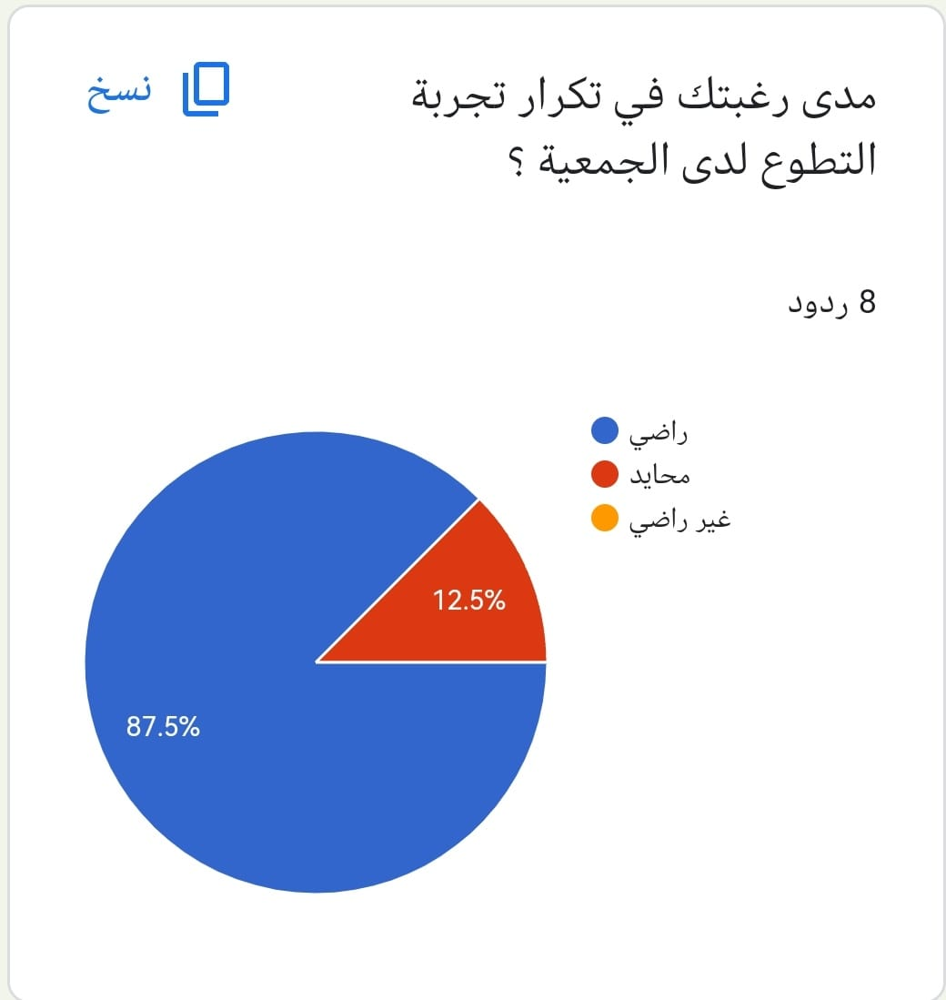 مدى رغبتك في تكرار تجربة
التطوع لدى الجمعية ؟
نسخ
8 ردود
راضي
محايد
غير راضي
12.5%
87.5%